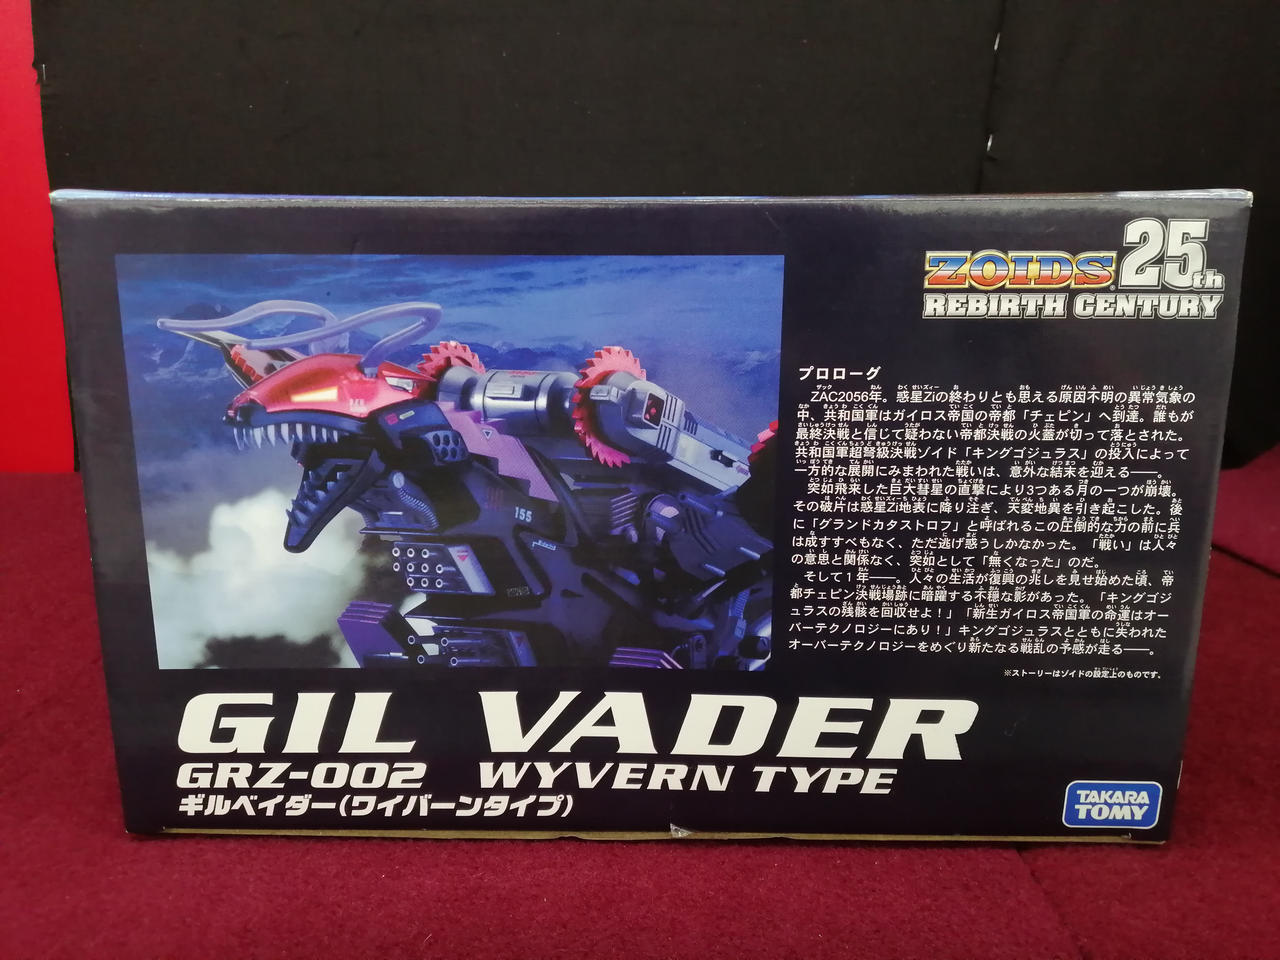 ZOIDS 25th
REBIRTH CENTURY
プロローグ
ZAC2056年。惑星Ziの終わりとも思える原因不明の異常気象の
中、共和国軍はガイロス帝国の帝都「チェピン」へ到達。誰もが
最終決戦と信じて疑わない帝都決戦の火蓋が切って落とされた。
共和国軍超弩級決戦ゾイド「キングゴジュラス」の投入によって
一方的な展開にみまわれた戦いは、意外な結末を迎える――。
突如飛来した巨大彗星の直撃により3つある月の一つが崩壊。
その破片は惑星Zi地表に降り注ぎ、天変地異を引き起こした。後
に「グランドカタストロフ」と呼ばれるこの圧倒的な力の前に兵
は成すすべもなく、ただ逃げ惑うしかなかった。「戦い」は人々
の意思と関係なく、突如として「無くなった」のだ。
そして1年――。人々の生活が復興の兆しを見せ始めた頃、帝
都チェピン決戦場跡に暗躍する不穏な影があった。「キングゴジ
ュラスの残骸を回収せよ!」「新生ガイロス帝国軍の命運はオー
バーテクノロジーにあり!」キングゴジュラスとともに失われた
オーバーテクノロジーをめぐり新たなる戦乱の予感が走る――。
※ストーリーはゾイドの設定上のものです。
155
GIL VADER
GRZ-002 WYVERN TYPE
ギルベイダー(ワイバーンタイプ)
TAKARA
TOMY